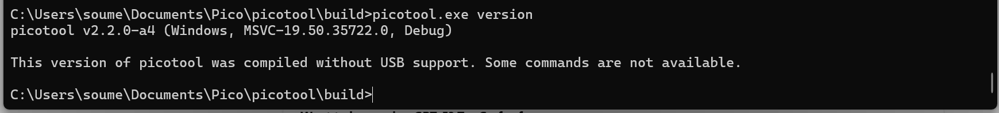 C:\Users\soume\Documents\Pico\picotool\build>picotool.exe version
picotool v2.2.0-a4 (Windows, MSVC-19.50.35722.0, Debug)
This version of picotool was compiled without USB support. Some commands are not available.
C:\Users\soume\Documents\Pico\picotool\build>